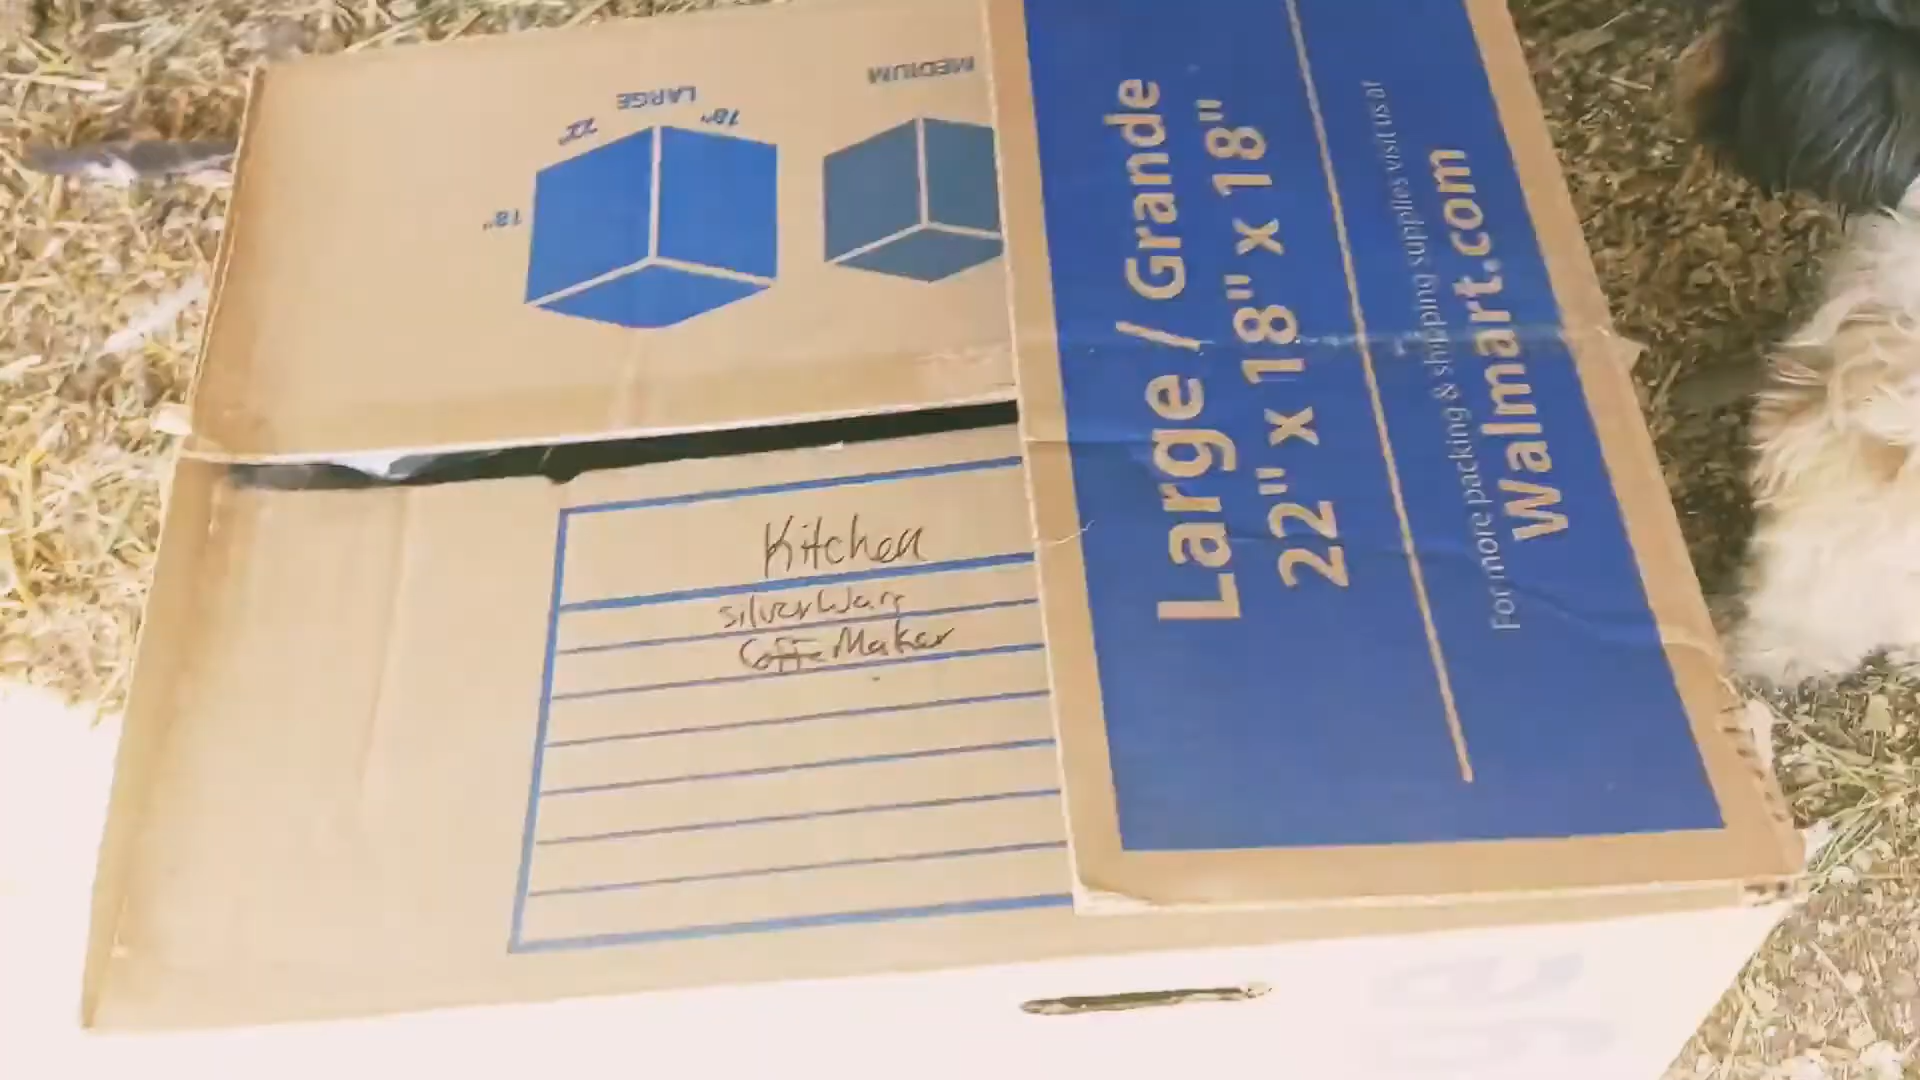 MEDIUM
LARGE
22"
18"
18"
Large / Grande
22" x 18" x 18"
For more packing & shipping supplies visit us at
Walmart.com
Kitchen
Silverware
Coffe Maker